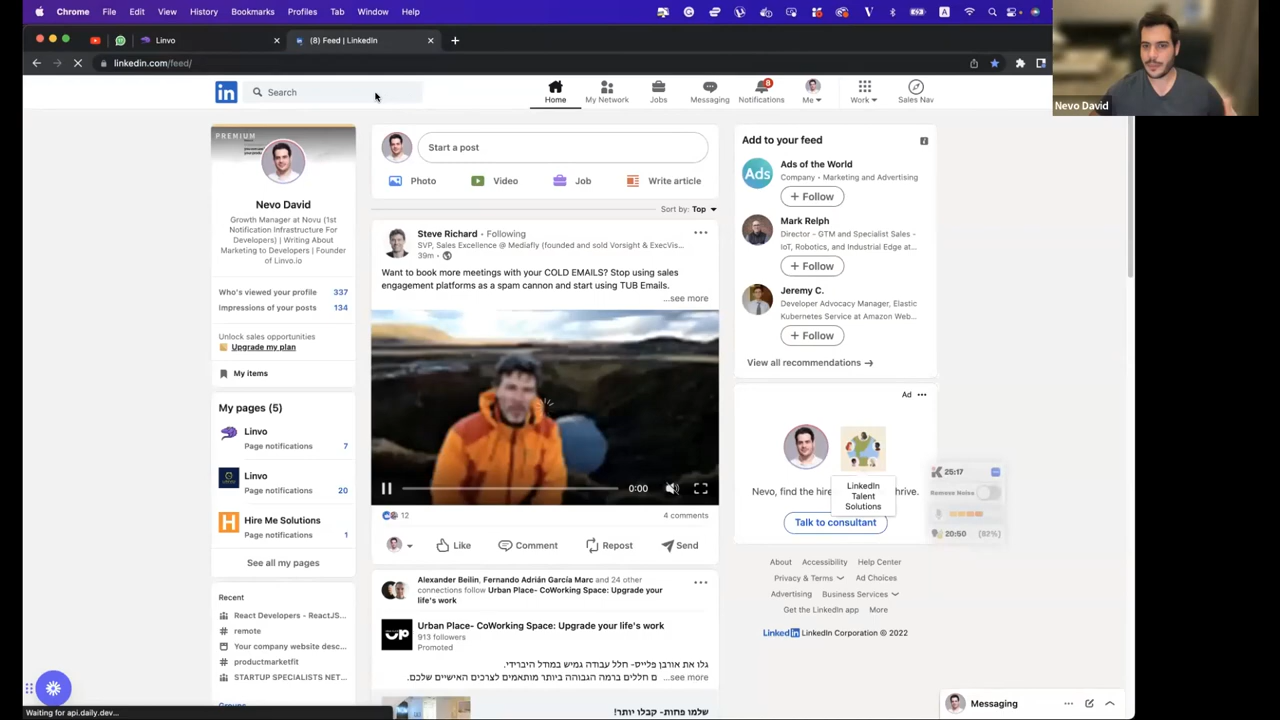 Chrome File Edit View History Bookmarks Profiles Tab Window Help
Linvo
(8) Feed | LinkedIn
linkedin.com/feed/
Nevo David
in
Search
Home
My Network
Jobs
Messaging
8
Notifications
Me
Work
Sales Nav
PREMIUM
Nevo David
Growth Manager at Novu (1st
Notification Infrastructure For
Developers) | Writing About
Marketing to Developers | Founder
of Linvo.io
Who's viewed your profile 337
Impressions of your posts 134
Unlock sales opportunities
Upgrade my plan
My items
My pages (5)
Linvo
Page notifications 7
Linvo
Page notifications 20
Hire Me Solutions
Page notifications 1
See all my pages
Recent
React Developers - ReactJS...
# remote
Your company website desc...
# productmarketfit
STARTUP SPECIALISTS NET...
Groups
Waiting for api.daily.dev...
Start a post
Photo
Video
Job
Write article
Sort by: Top
Steve Richard • Following
SVP, Sales Excellence @ Mediafly (founded and sold Vorsight & ExecVis...
39m •
Want to book more meetings with your COLD EMAILS? Stop using sales
engagement platforms as a spam cannon and start using TUB Emails.
...see more
0:00
12
4 comments
Like
Comment
Repost
Send
Alexander Beilin, Fernando Adrián García Marc and 24 other
connections follow Urban Place- CoWorking Space: Upgrade your
life's work
Urban Place- CoWorking Space: Upgrade your life's work
913 followers
Promoted
גלו את אורבן פלייס- חלל עבודה גמיש במודל היברידי.
ם חללים ברמה הגבוהה ביותר מותאמים לצרכים האישיים שלכם.
...see more
שלמו פחות- קבלו יותר!
Add to your feed
Ads
Ads of the World
Company • Marketing and Advertising
+ Follow
Mark Relph
Director - GTM and Specialist Sales -
IoT, Robotics, and Industrial Edge at...
+ Follow
Jeremy C.
Developer Advocacy Manager, Elastic
Kubernetes Service at Amazon Web...
+ Follow
View all recommendations →
Ad
Nevo, find the hire
hrive.
LinkedIn
Talent
Solutions
Talk to consultant
25:17
Remove Noise
20:50 [82%]
About Accessibility Help Center
Privacy & Terms Ad Choices
Advertising Business Services
Get the LinkedIn app More
LinkedIn LinkedIn Corporation © 2022
Messaging